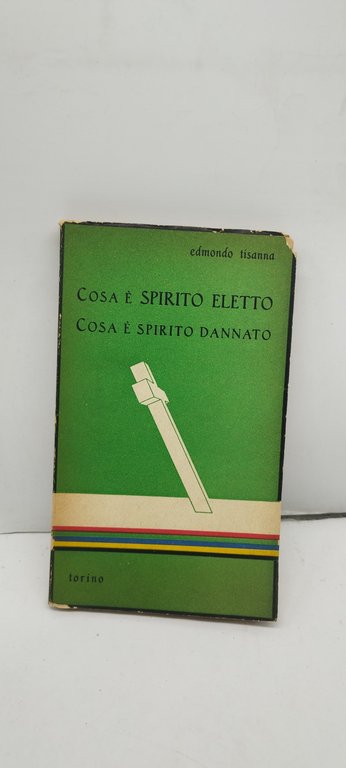 edmondo tisanna
COSA È SPIRITO ELETTO
COSA È SPIRITO DANNATO
torino